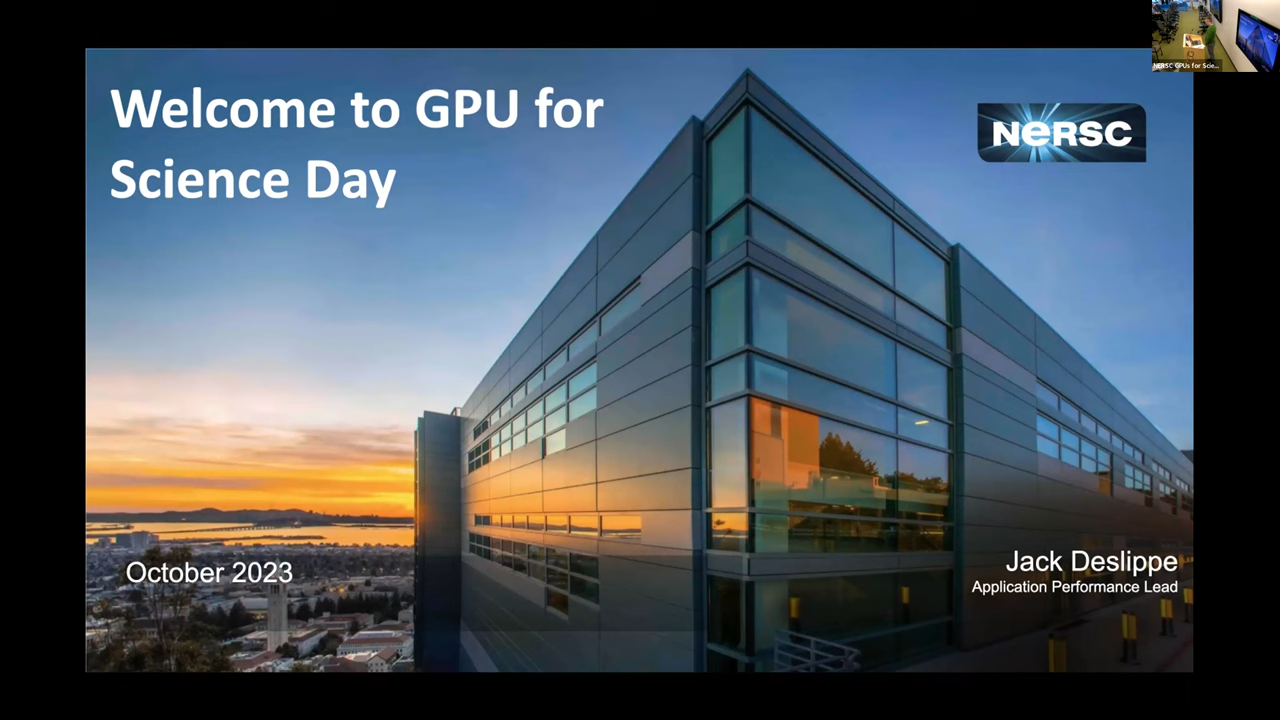 Welcome to GPU for
Science Day
NERSC
October 2023
Jack Deslippe
Application Performance Lead
NERSC GPUs for Scie...